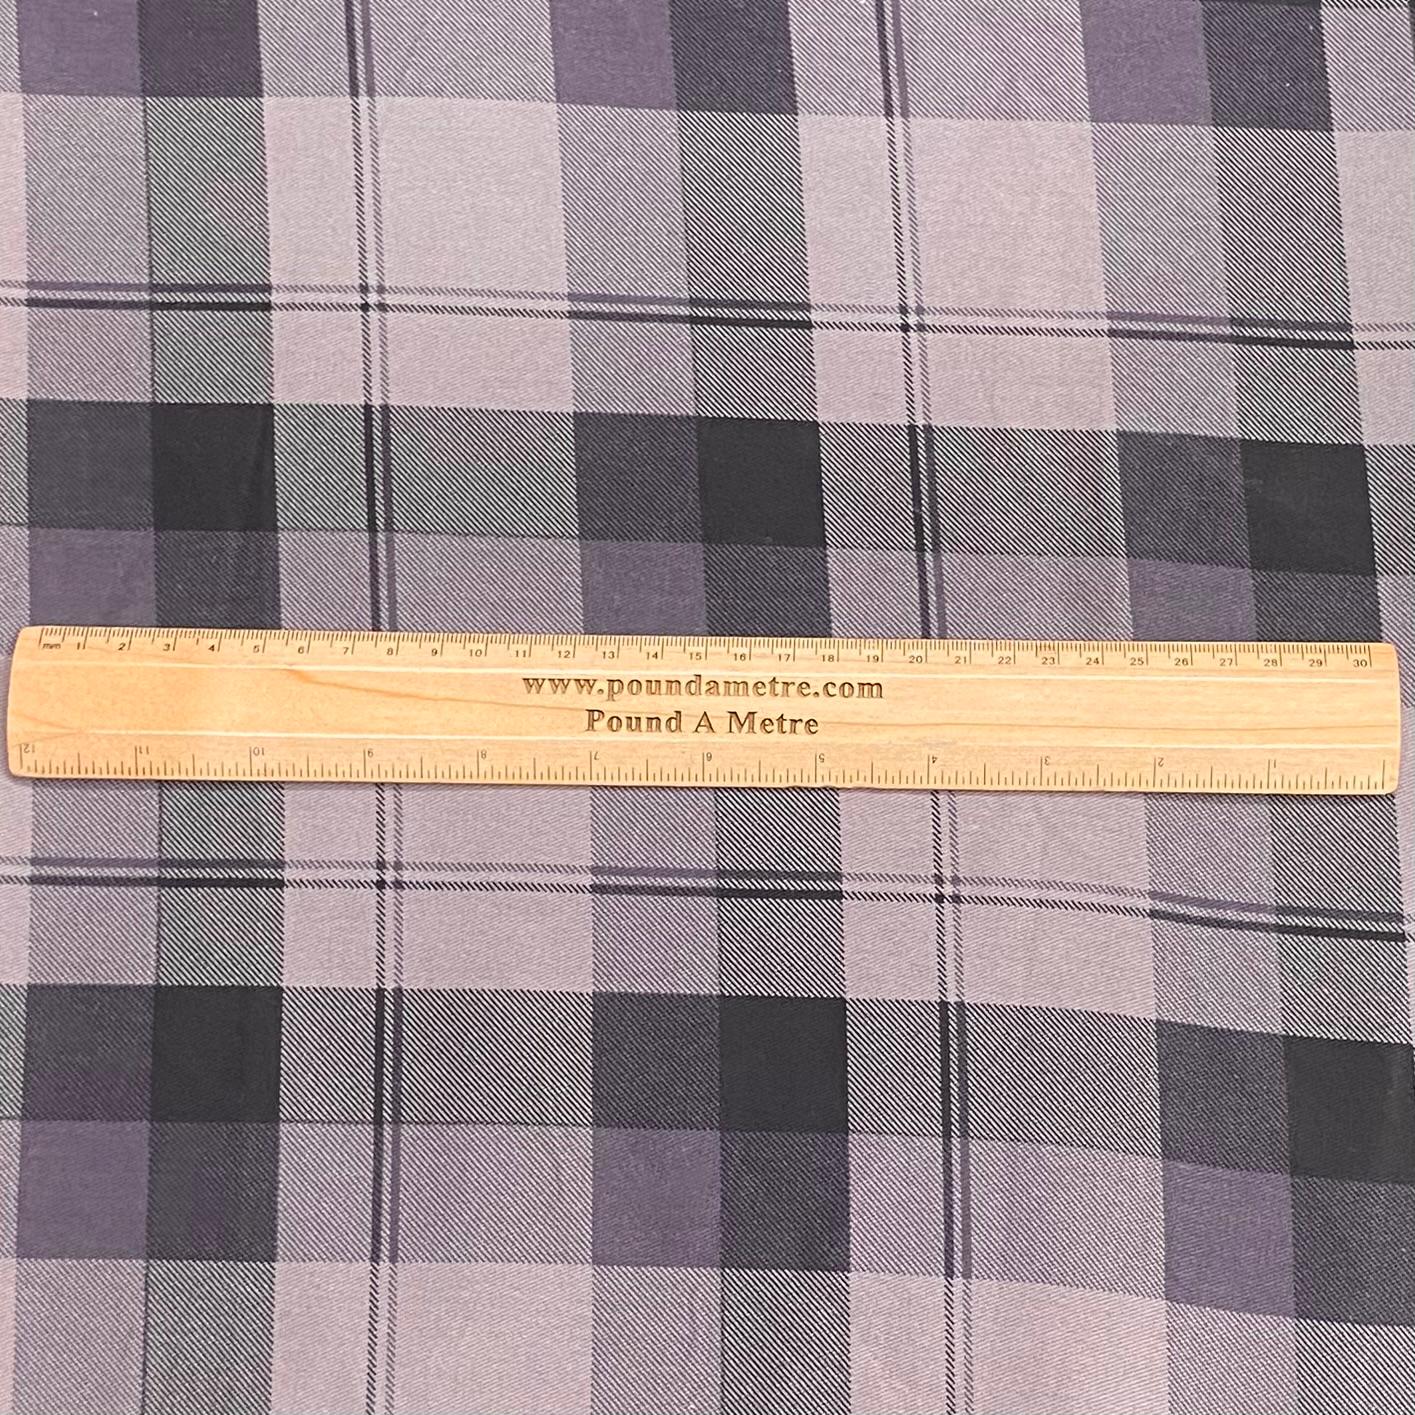 mm 1 2 3 4 5 6 7 8 9 10 11 12 13 14 15 16 17 18 19 20 21 22 23 24 25 26 27 28 29 30
www.poundametre.com
Pound A Metre
12 11 10 9 8 7 6 5 4 3 2 1